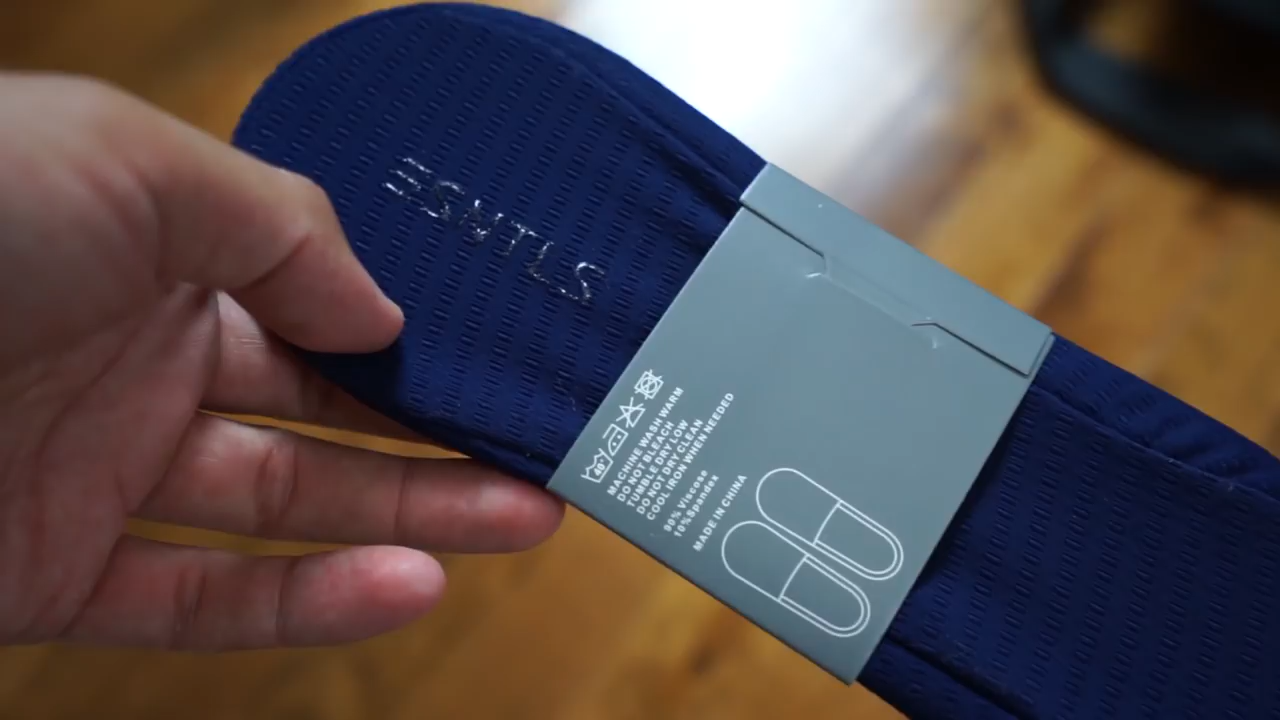 ESNTLS
40°
MACHINE WASH WARM
DO NOT BLEACH
TUMBLE DRY LOW
DO NOT DRY CLEAN
COOL IRON WHEN NEEDED
90% Viscose
10%Spandex
MADE IN CHINA